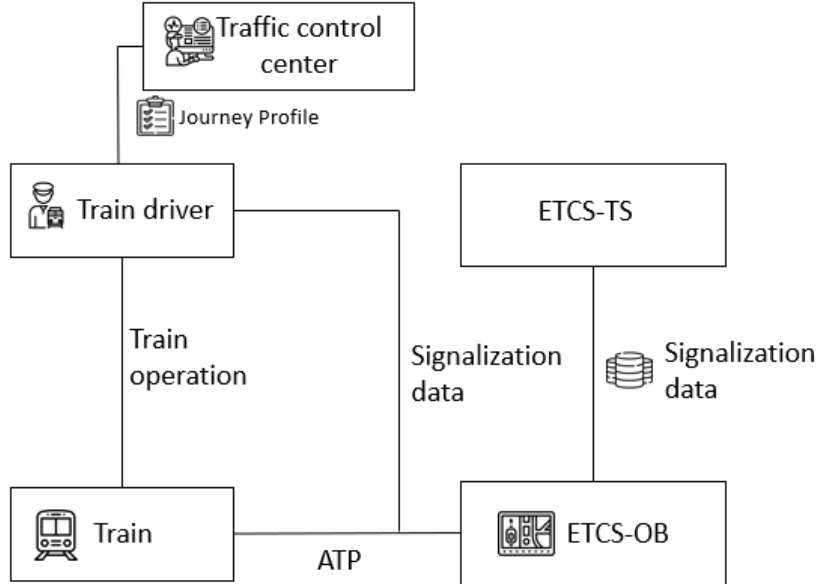 Traffic control
center
Journey Profile
Train driver
ETCS-TS
Train
operation
Signalization
data
Signalization
data
Train
ATP
ETCS-OB